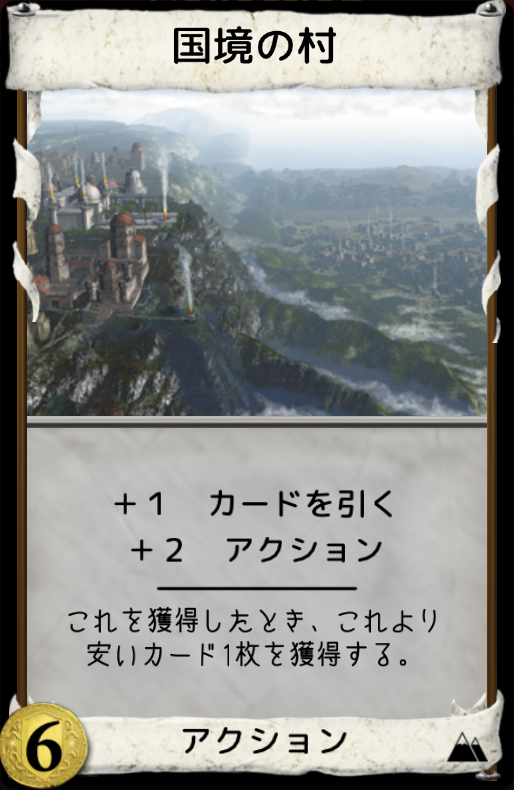 国境の村
＋１　カードを引く
＋２　アクション
これを獲得したとき、これより
安いカード1枚を獲得する。
6
アクション